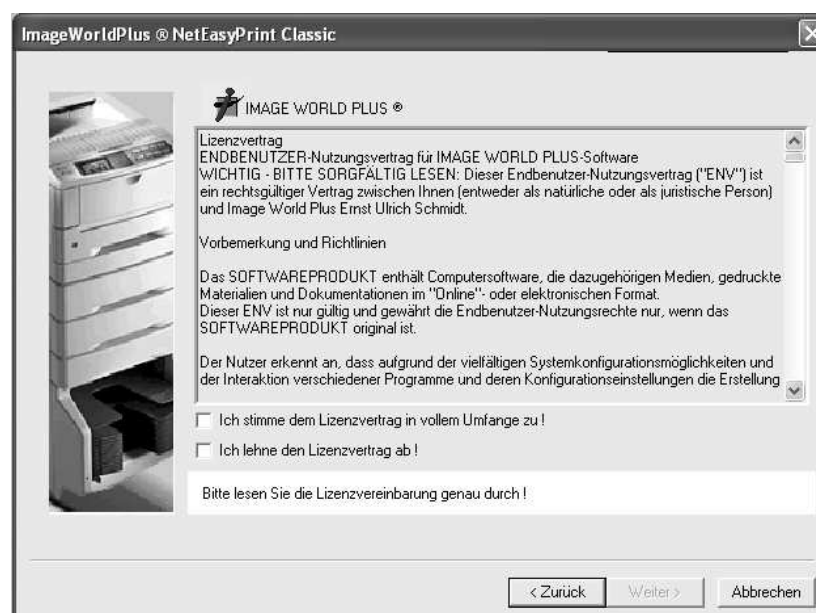 ImageWorldPlus ® NetEasyPrint Classic
IMAGE WORLD PLUS ®
Lizenzvertrag
ENDBENUTZER-Nutzungsvertrag für IMAGE WORLD PLUS-Software
WICHTIG - BITTE SORGFÄLTIG LESEN: Dieser Endbenutzer-Nutzungsvertrag ("ENV") ist
ein rechtsgültiger Vertrag zwischen Ihnen (entweder als natürliche oder als juristische Person)
und Image World Plus Ernst Ulrich Schmidt.
Vorbemerkung und Richtlinien
Das SOFTWAREPRODUKT enthält Computersoftware, die dazugehörigen Medien, gedruckte
Materialien und Dokumentationen im "Online"- oder elektronischen Format.
Dieser ENV ist nur gültig und gewährt die Endbenutzer-Nutzungsrechte nur, wenn das
SOFTWAREPRODUKT original ist.
Der Nutzer erkennt an, dass aufgrund der vielfältigen Systemkonfigurationsmöglichkeiten und
der Interaktion verschiedener Programme und deren Konfigurationseinstellungen die Erstellung
Ich stimme dem Lizenzvertrag in vollem Umfange zu !
Ich lehne den Lizenzvertrag ab !
Bitte lesen Sie die Lizenzvereinbarung genau durch !
< Zurück
Weiter >
Abbrechen